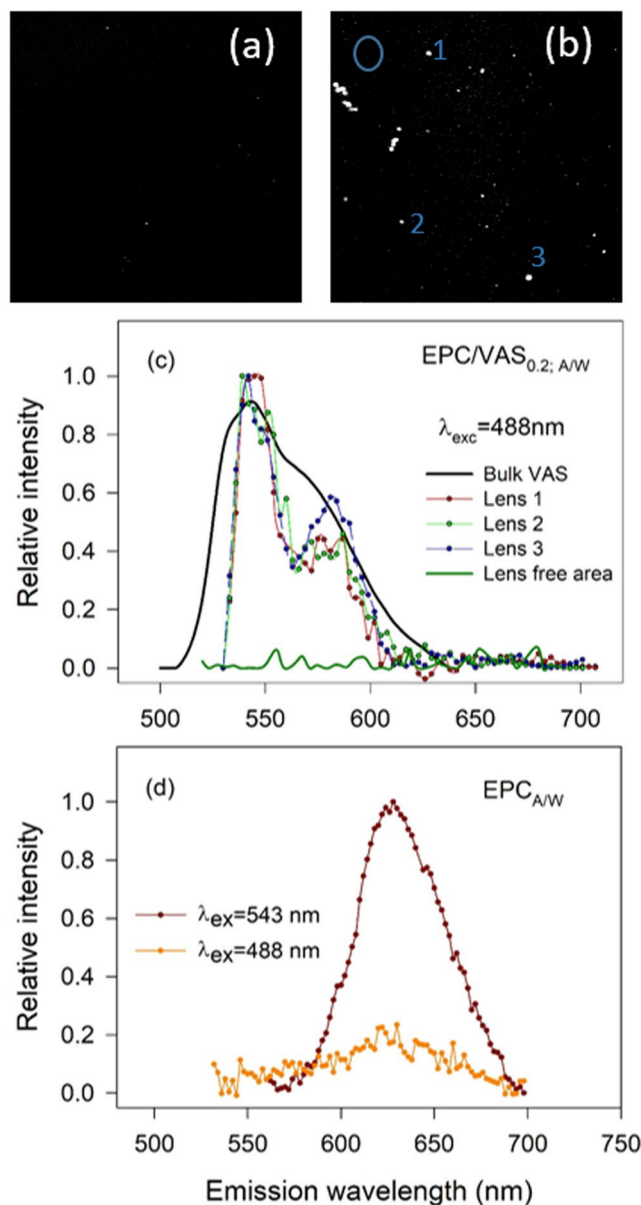 (a)
(b)
1
2
3
(c)
EPC/VAS0.2; A/W
λexc=488nm
Bulk VAS
Lens 1
Lens 2
Lens 3
Lens free area
Relative intensity
1.0
0.8
0.6
0.4
0.2
0.0
500 550 600 650 700
(d)
EPCA/W
λex=543 nm
λex=488 nm
Relative intensity
1.0
0.8
0.6
0.4
0.2
0.0
500 550 600 650 700 750
Emission wavelength (nm)